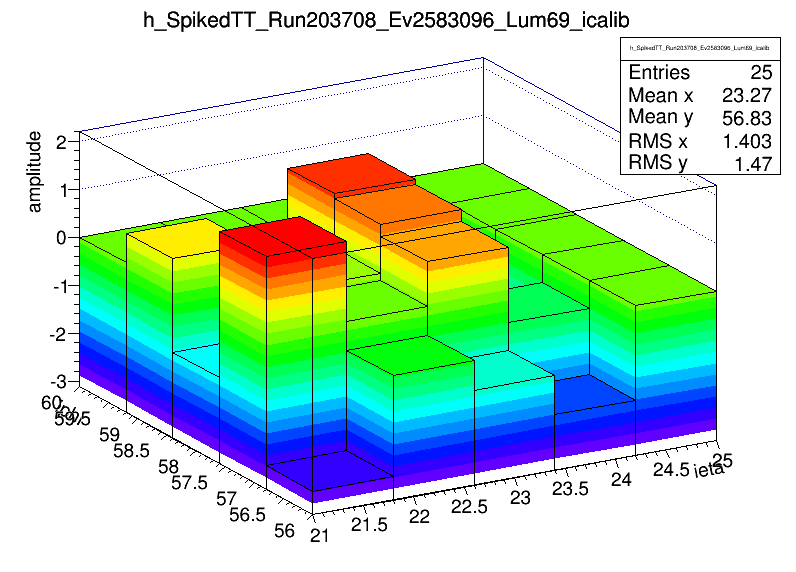 h_SpikedTT_Run203708_Ev2583096_Lum69_icalib
h_SpikedTT_Run203708_Ev2583096_Lum69_icalib
Entries 25
Mean x 23.27
Mean y 56.83
RMS x 1.403
RMS y 1.47
amplitude
2
1
0
-1
-2
-3
60
59.5
59
58.5
58
57.5
57
56.5
56
21
21.5
22
22.5
23
23.5
24
24.5
25
ieta